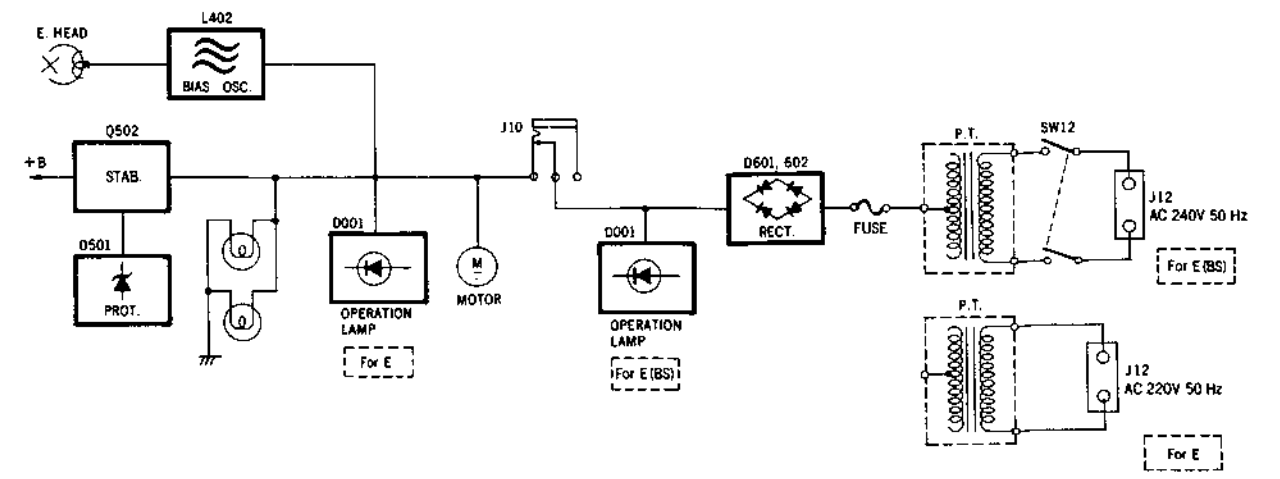 L402
E. HEAD
BIAS OSC.
Q502
+B
STAB.
D501
PROT.
D001
OPERATION
LAMP
For E
M
MOTOR
J10
D001
OPERATION
LAMP
For E (BS)
D601, 602
RECT.
FUSE
P.T.
SW12
J12
AC 240V 50 Hz
For E (BS)
P.T.
J12
AC 220V 50 Hz
For E